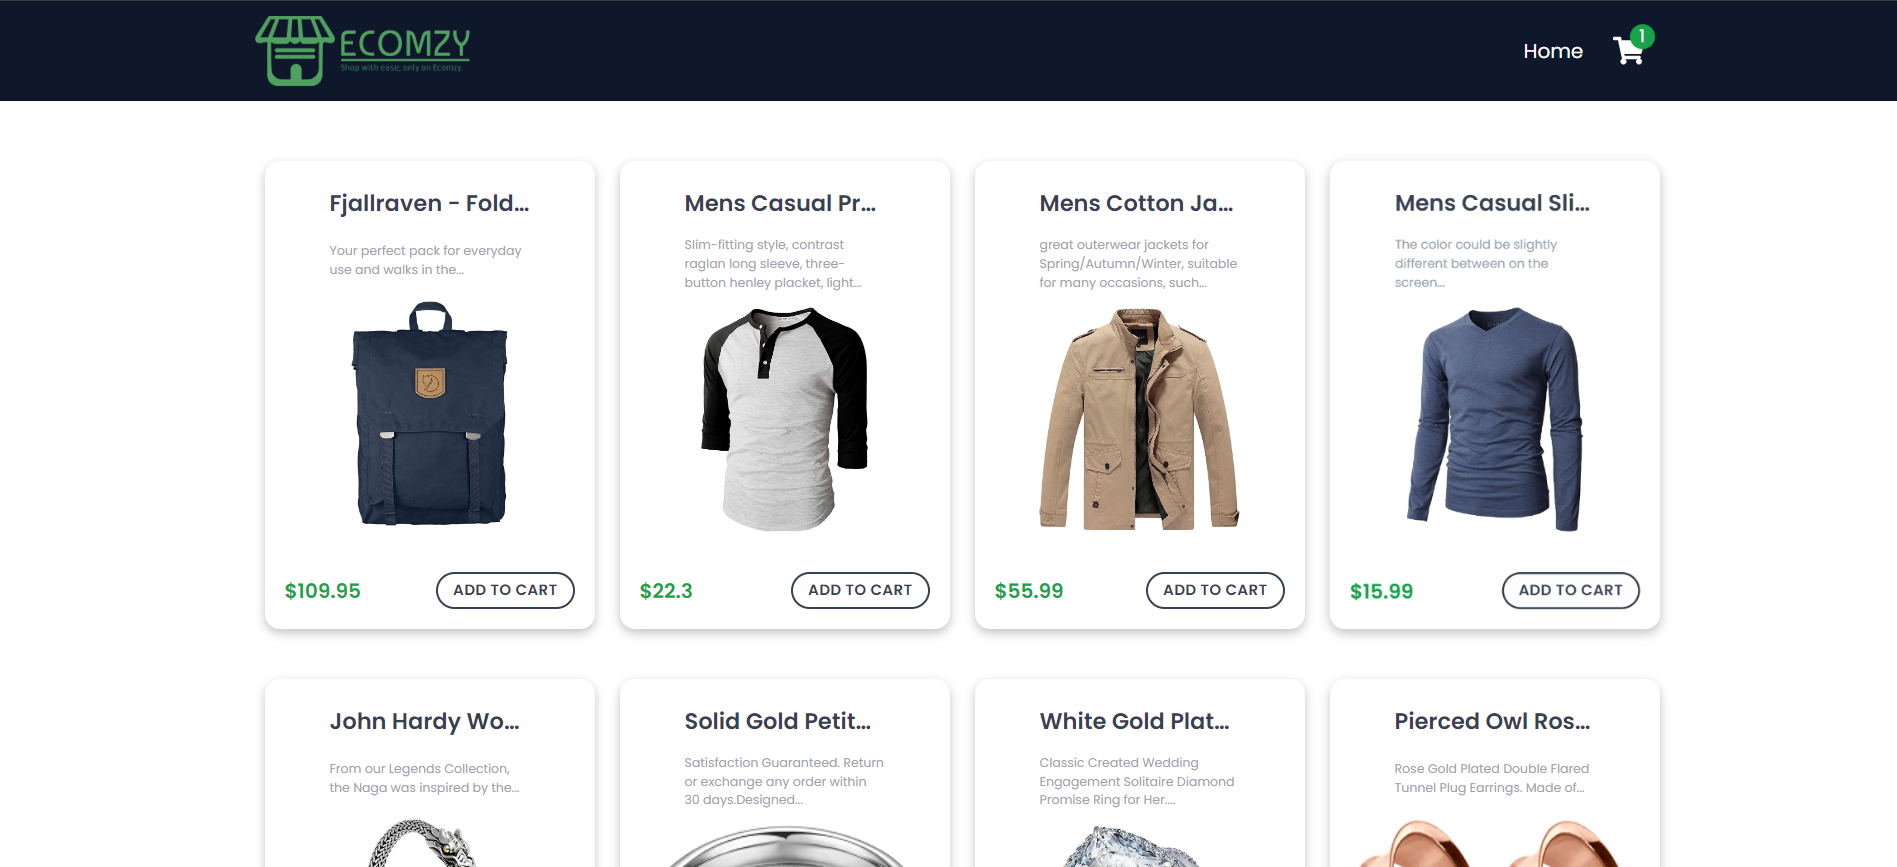 ECOMZY
Shop with ease, only on Ecomzy.
Home
1
Fjallraven - Fold...
Your perfect pack for everyday
use and walks in the...
$109.95
ADD TO CART
Mens Casual Pr...
Slim-fitting style, contrast
raglan long sleeve, three-
button henley placket, light...
$22.3
ADD TO CART
Mens Cotton Ja...
great outerwear jackets for
Spring/Autumn/Winter, suitable
for many occasions, such...
$55.99
ADD TO CART
Mens Casual Sli...
The color could be slightly
different between on the
screen...
$15.99
ADD TO CART
John Hardy Wo...
From our Legends Collection,
the Naga was inspired by the...
Solid Gold Petit...
Satisfaction Guaranteed. Return
or exchange any order within
30 days.Designed...
White Gold Plat...
Classic Created Wedding
Engagement Solitaire Diamond
Promise Ring for Her....
Pierced Owl Ros...
Rose Gold Plated Double Flared
Tunnel Plug Earrings. Made of...